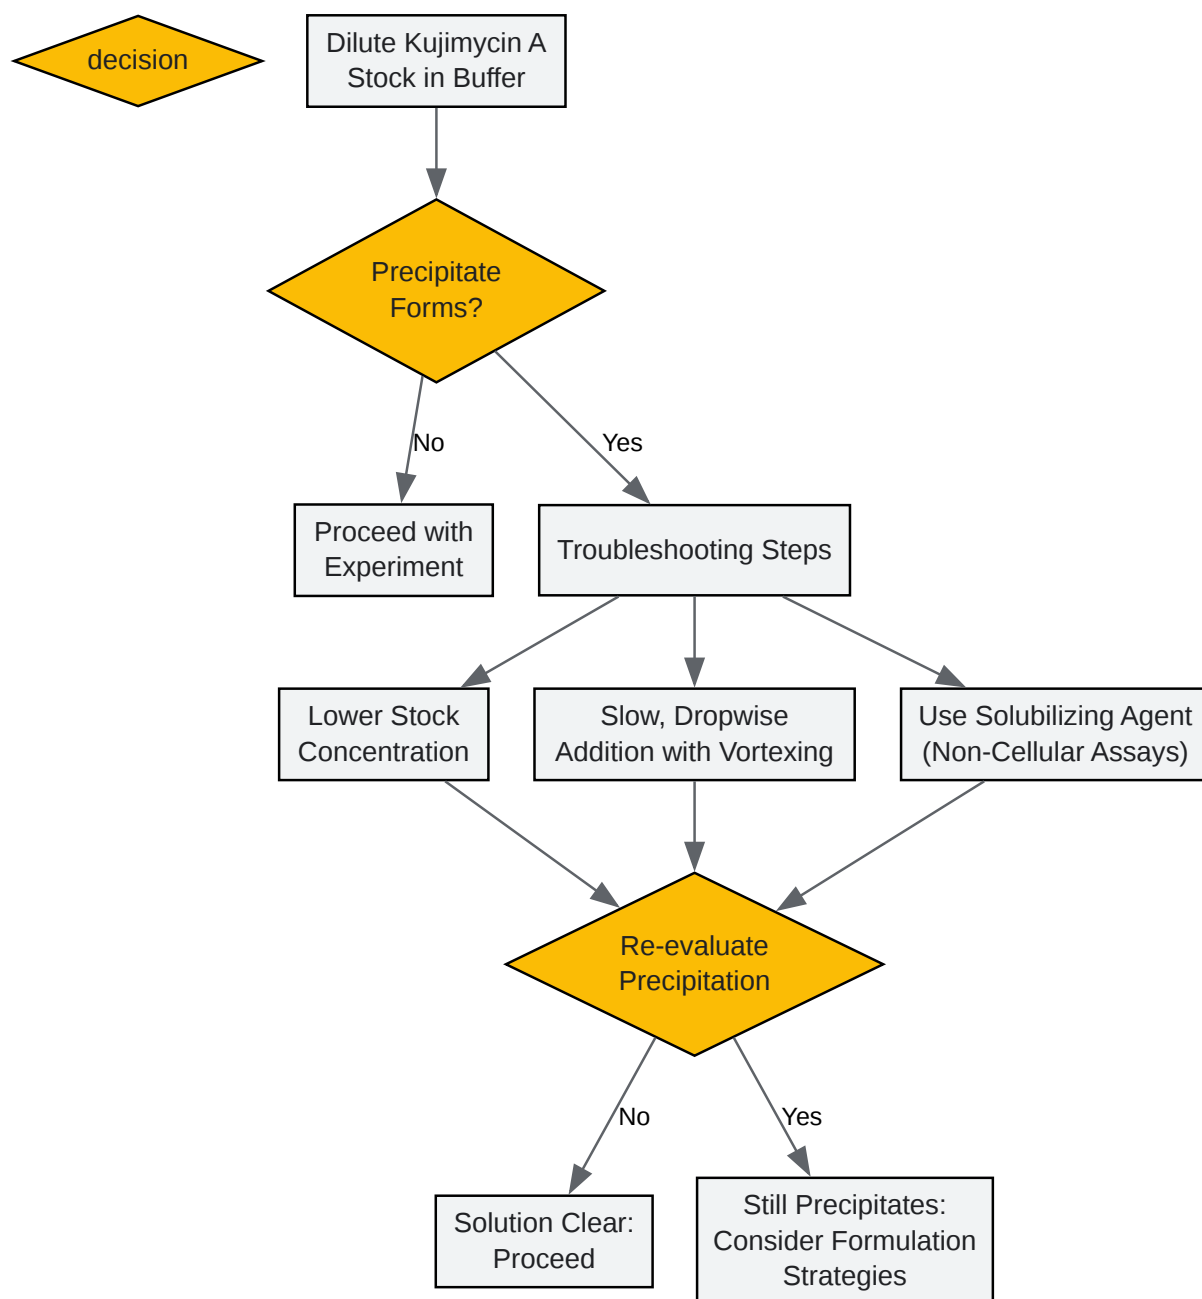 decision
Dilute Kujimycin A
Stock in Buffer
Precipitate
Forms?
No
Yes
Proceed with
Experiment
Troubleshooting Steps
Lower Stock
Concentration
Slow, Dropwise
Addition with Vortexing
Use Solubilizing Agent
(Non-Cellular Assays)
Re-evaluate
Precipitation
No
Yes
Solution Clear:
Proceed
Still Precipitates:
Consider Formulation
Strategies